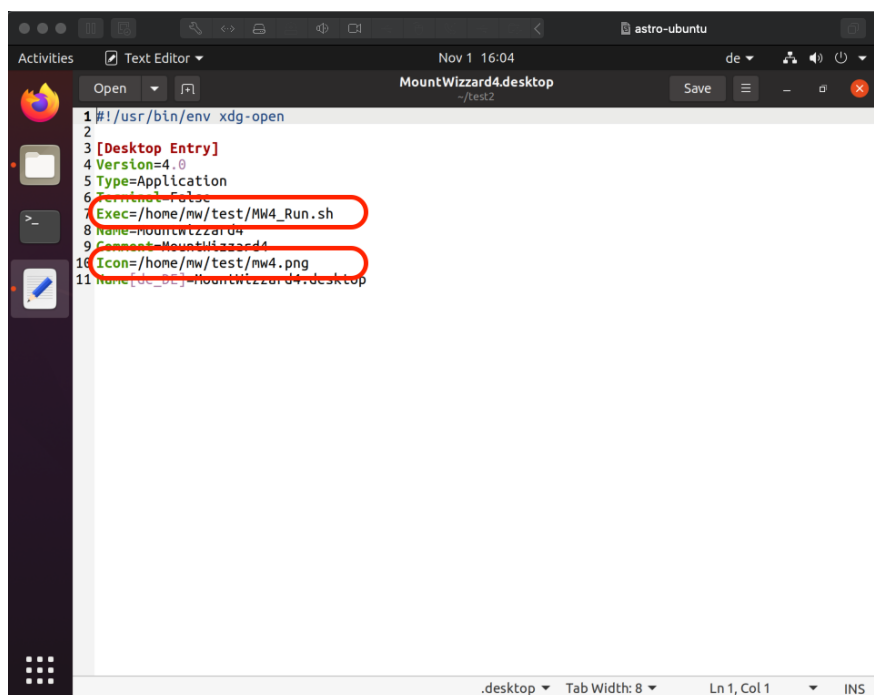 astro-ubuntu
Activities Text Editor Nov 1 16:04 de
Open MountWizzard4.desktop Save
~/test2
1 #!/usr/bin/env xdg-open
2
3 [Desktop Entry]
4 Version=4.0
5 Type=Application
6 Terminal=False
7 Exec=/home/mw/test/MW4_Run.sh
8 Name=MountWizzard4
9 Comment=MountWizzard4
10 Icon=/home/mw/test/mw4.png
11 Name[de_DE]=MountWizzard4.desktop
.desktop Tab Width: 8 Ln 1, Col 1 INS